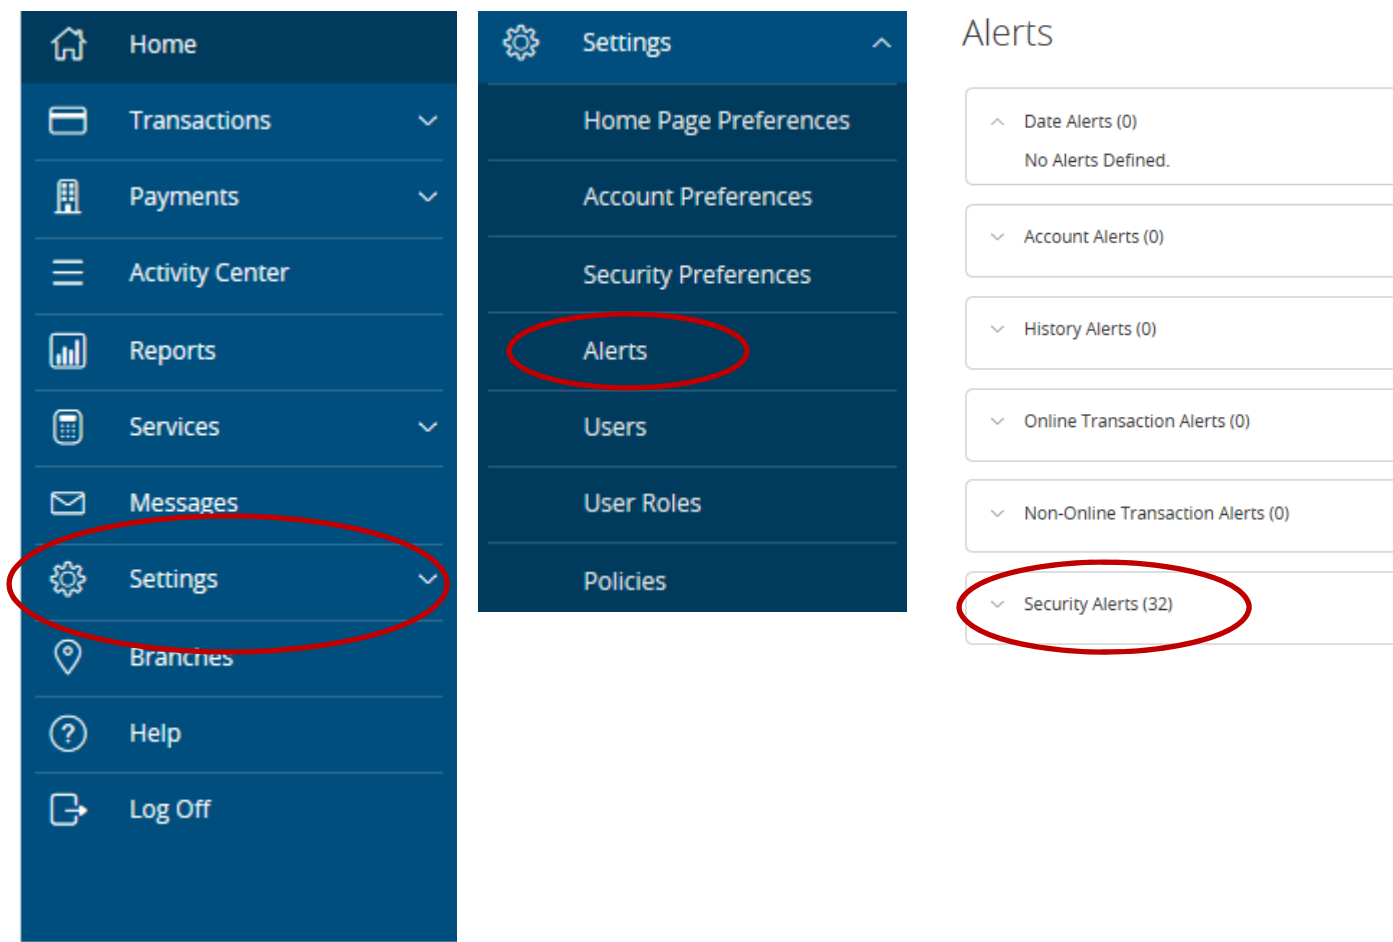 Home
Transactions
Payments
Activity Center
Reports
Services
Messages
Settings
Branches
Help
Log Off
Settings
Home Page Preferences
Account Preferences
Security Preferences
Alerts
Users
User Roles
Policies
Alerts
Date Alerts (0)
No Alerts Defined.
Account Alerts (0)
History Alerts (0)
Online Transaction Alerts (0)
Non-Online Transaction Alerts (0)
Security Alerts (32)